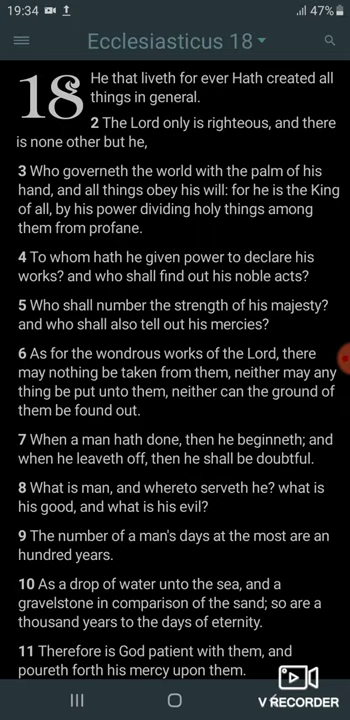 19:34 47%
Ecclesiasticus 18
18 He that liveth for ever Hath created all
things in general.
2 The Lord only is righteous, and there
is none other but he,
3 Who governeth the world with the palm of his
hand, and all things obey his will: for he is the King
of all, by his power dividing holy things among
them from profane.
4 To whom hath he given power to declare his
works? and who shall find out his noble acts?
5 Who shall number the strength of his majesty?
and who shall also tell out his mercies?
6 As for the wondrous works of the Lord, there
may nothing be taken from them, neither may any
thing be put unto them, neither can the ground of
them be found out.
7 When a man hath done, then he beginneth; and
when he leaveth off, then he shall be doubtful.
8 What is man, and whereto serveth he? what is
his good, and what is his evil?
9 The number of a man's days at the most are an
hundred years.
10 As a drop of water unto the sea, and a
gravelstone in comparison of the sand; so are a
thousand years to the days of eternity.
11 Therefore is God patient with them, and
poureth forth his mercy upon them.
V RECORDER